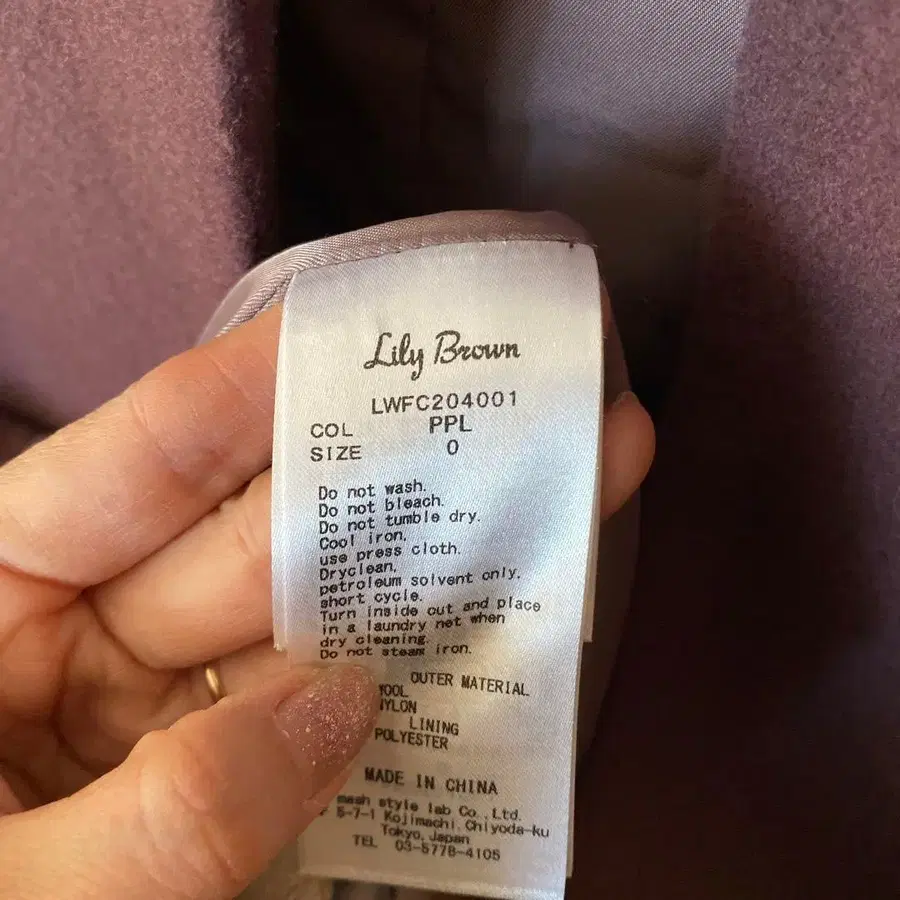 Lily Brown
LWFC204001
COL PPL
SIZE 0
Do not wash.
Do not bleach.
Do not tumble dry.
Cool iron.
use press cloth.
Dryclean.
petroleum solvent only.
short cycle.
Turn inside out and place
in a laundry net when
dry cleaning.
Do not steam iron.
OUTER MATERIAL
WOOL
NYLON
LINING
POLYESTER
MADE IN CHINA
mash style lab Co.,Ltd.
5-7-1 Kojimachi,Chiyoda-ku
Tokyo,Japan
TEL 03-5778-4105